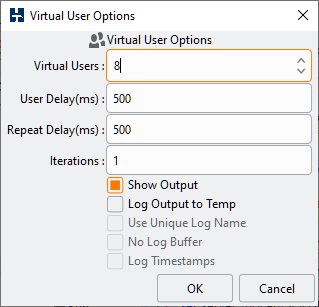 Virtual User Options
Virtual User Options
Virtual Users : 8
User Delay(ms) : 500
Repeat Delay(ms) : 500
Iterations : 1
Show Output
Log Output to Temp
Use Unique Log Name
No Log Buffer
Log Timestamps
OK Cancel